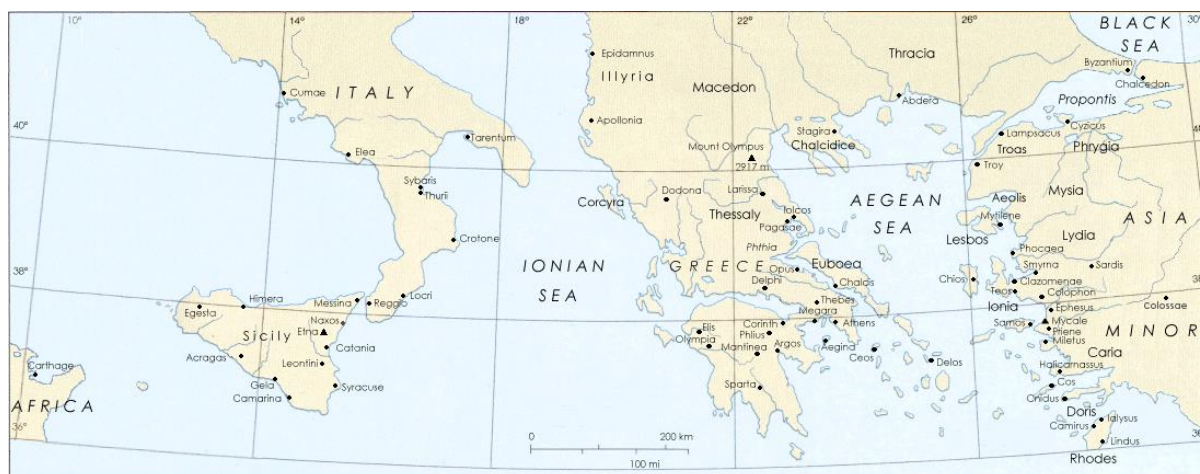 10°
14°
18°
22°
26°
30°
BLACK
SEA
Epidamnus
Illyria
Thracia
Byzantium
Chalcedon
Cumae
ITALY
Macedon
Abdera
Propontis
Apollonia
Cyzicus
40°
Tarentum
Stagira
Lampsacus
Elea
Mount Olympus
Chalcidice
Troas
Phrygia
2917 m
Troy
Sybaris
Thurii
Dodona
Larissa
Mysia
Corcyra
AEGEAN
SEA
Aeolis
Thessaly
Iolcos
Pagasae
Mytilene
ASIA
Lesbos
Lydia
Crotone
Phthia
Phocaea
IONIAN
SEA
GREECE
Opus
Euboea
Smyrna
Sardis
38°
Delphi
Chalcis
Chios
Clazomenae
Teos
Colophon
Himera
Messina
Reggio
Locri
Thebes
Ionia
Ephesus
Colossae
Egesta
Naxos
Megara
Etna
Sicily
Elis
Corinth
Athens
Samos
Mycale
Priene
MINOR
Olympia
Phlius
Catania
Mantinea
Argos
Aegina
Miletus
Acragas
Leontini
Ceos
Delos
Caria
Carthage
Halicarnassus
Gela
Syracuse
Sparta
Cos
Camarina
Cnidus
AFRICA
Doris
Ialysus
36°
Camirus
0
200 km
Lindus
100 mi
Rhodes